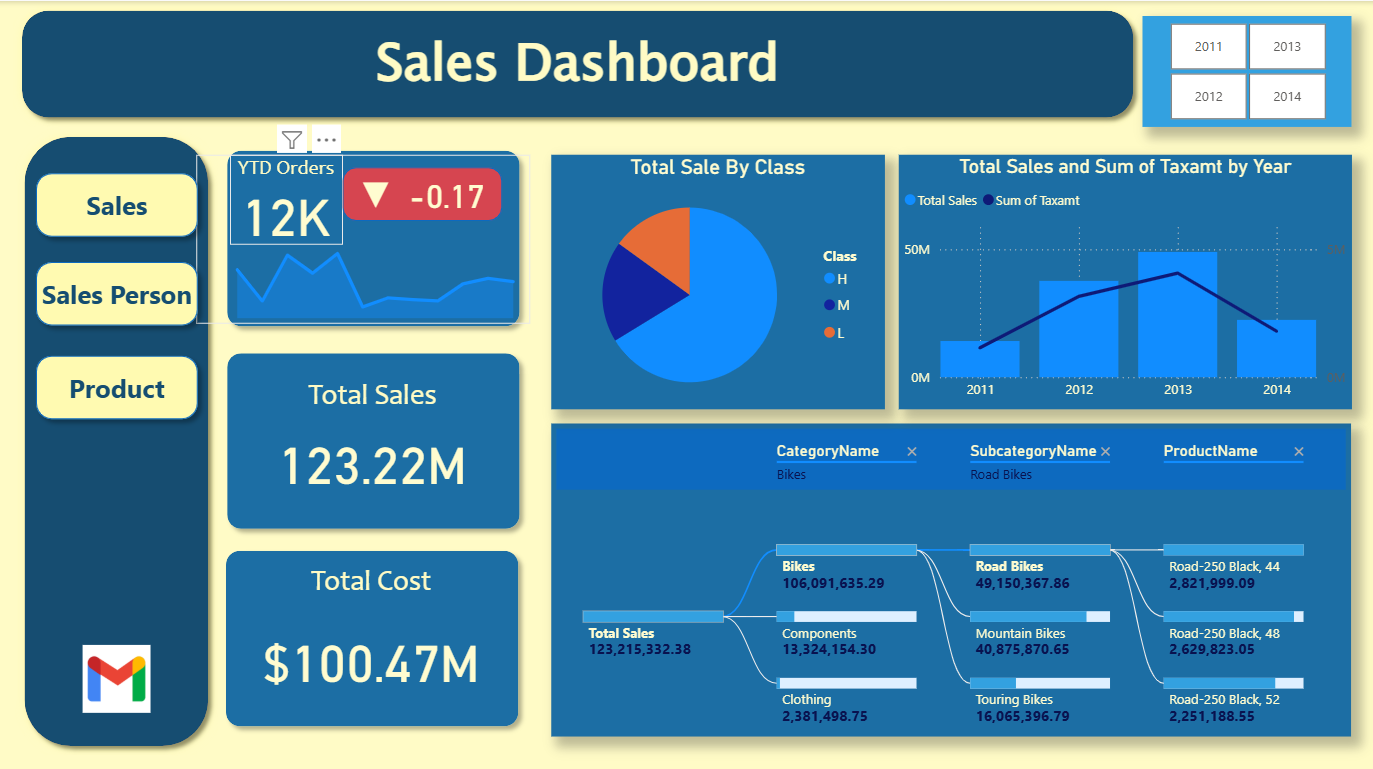 Sales Dashboard
2011
2013
2012
2014
Sales
Sales Person
Product
YTD Orders
12K
-0.17
Total Sales
123.22M
Total Cost
$100.47M
Total Sale By Class
Class
H
M
L
Total Sales and Sum of Taxamt by Year
Total Sales
Sum of Taxamt
50M
0M
2011
2012
2013
2014
CategoryName
Bikes
SubcategoryName
Road Bikes
ProductName
Total Sales
123,215,332.38
Bikes
106,091,635.29
Components
13,324,154.30
Clothing
2,381,498.75
Road Bikes
49,150,367.86
Mountain Bikes
40,875,870.65
Touring Bikes
16,065,396.79
Road-250 Black, 44
2,821,999.09
Road-250 Black, 48
2,629,823.05
Road-250 Black, 52
2,251,188.55